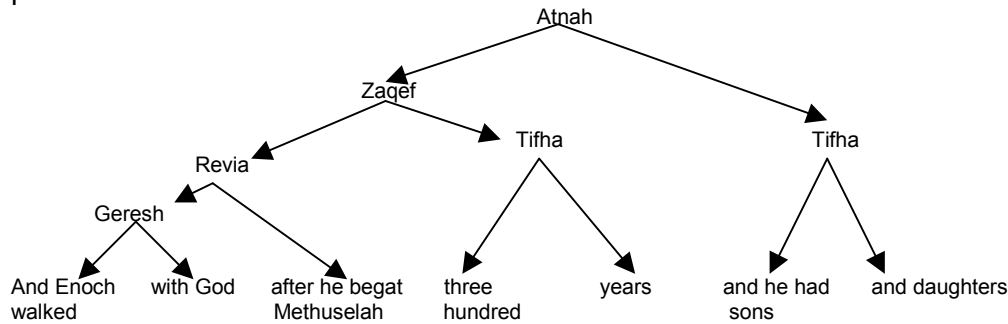 Atnah
Zaqef
Tifha
Tifha
Revia
Geresh
And Enoch walked
with God
after he begat Methuselah
three hundred
years
and he had sons
and daughters